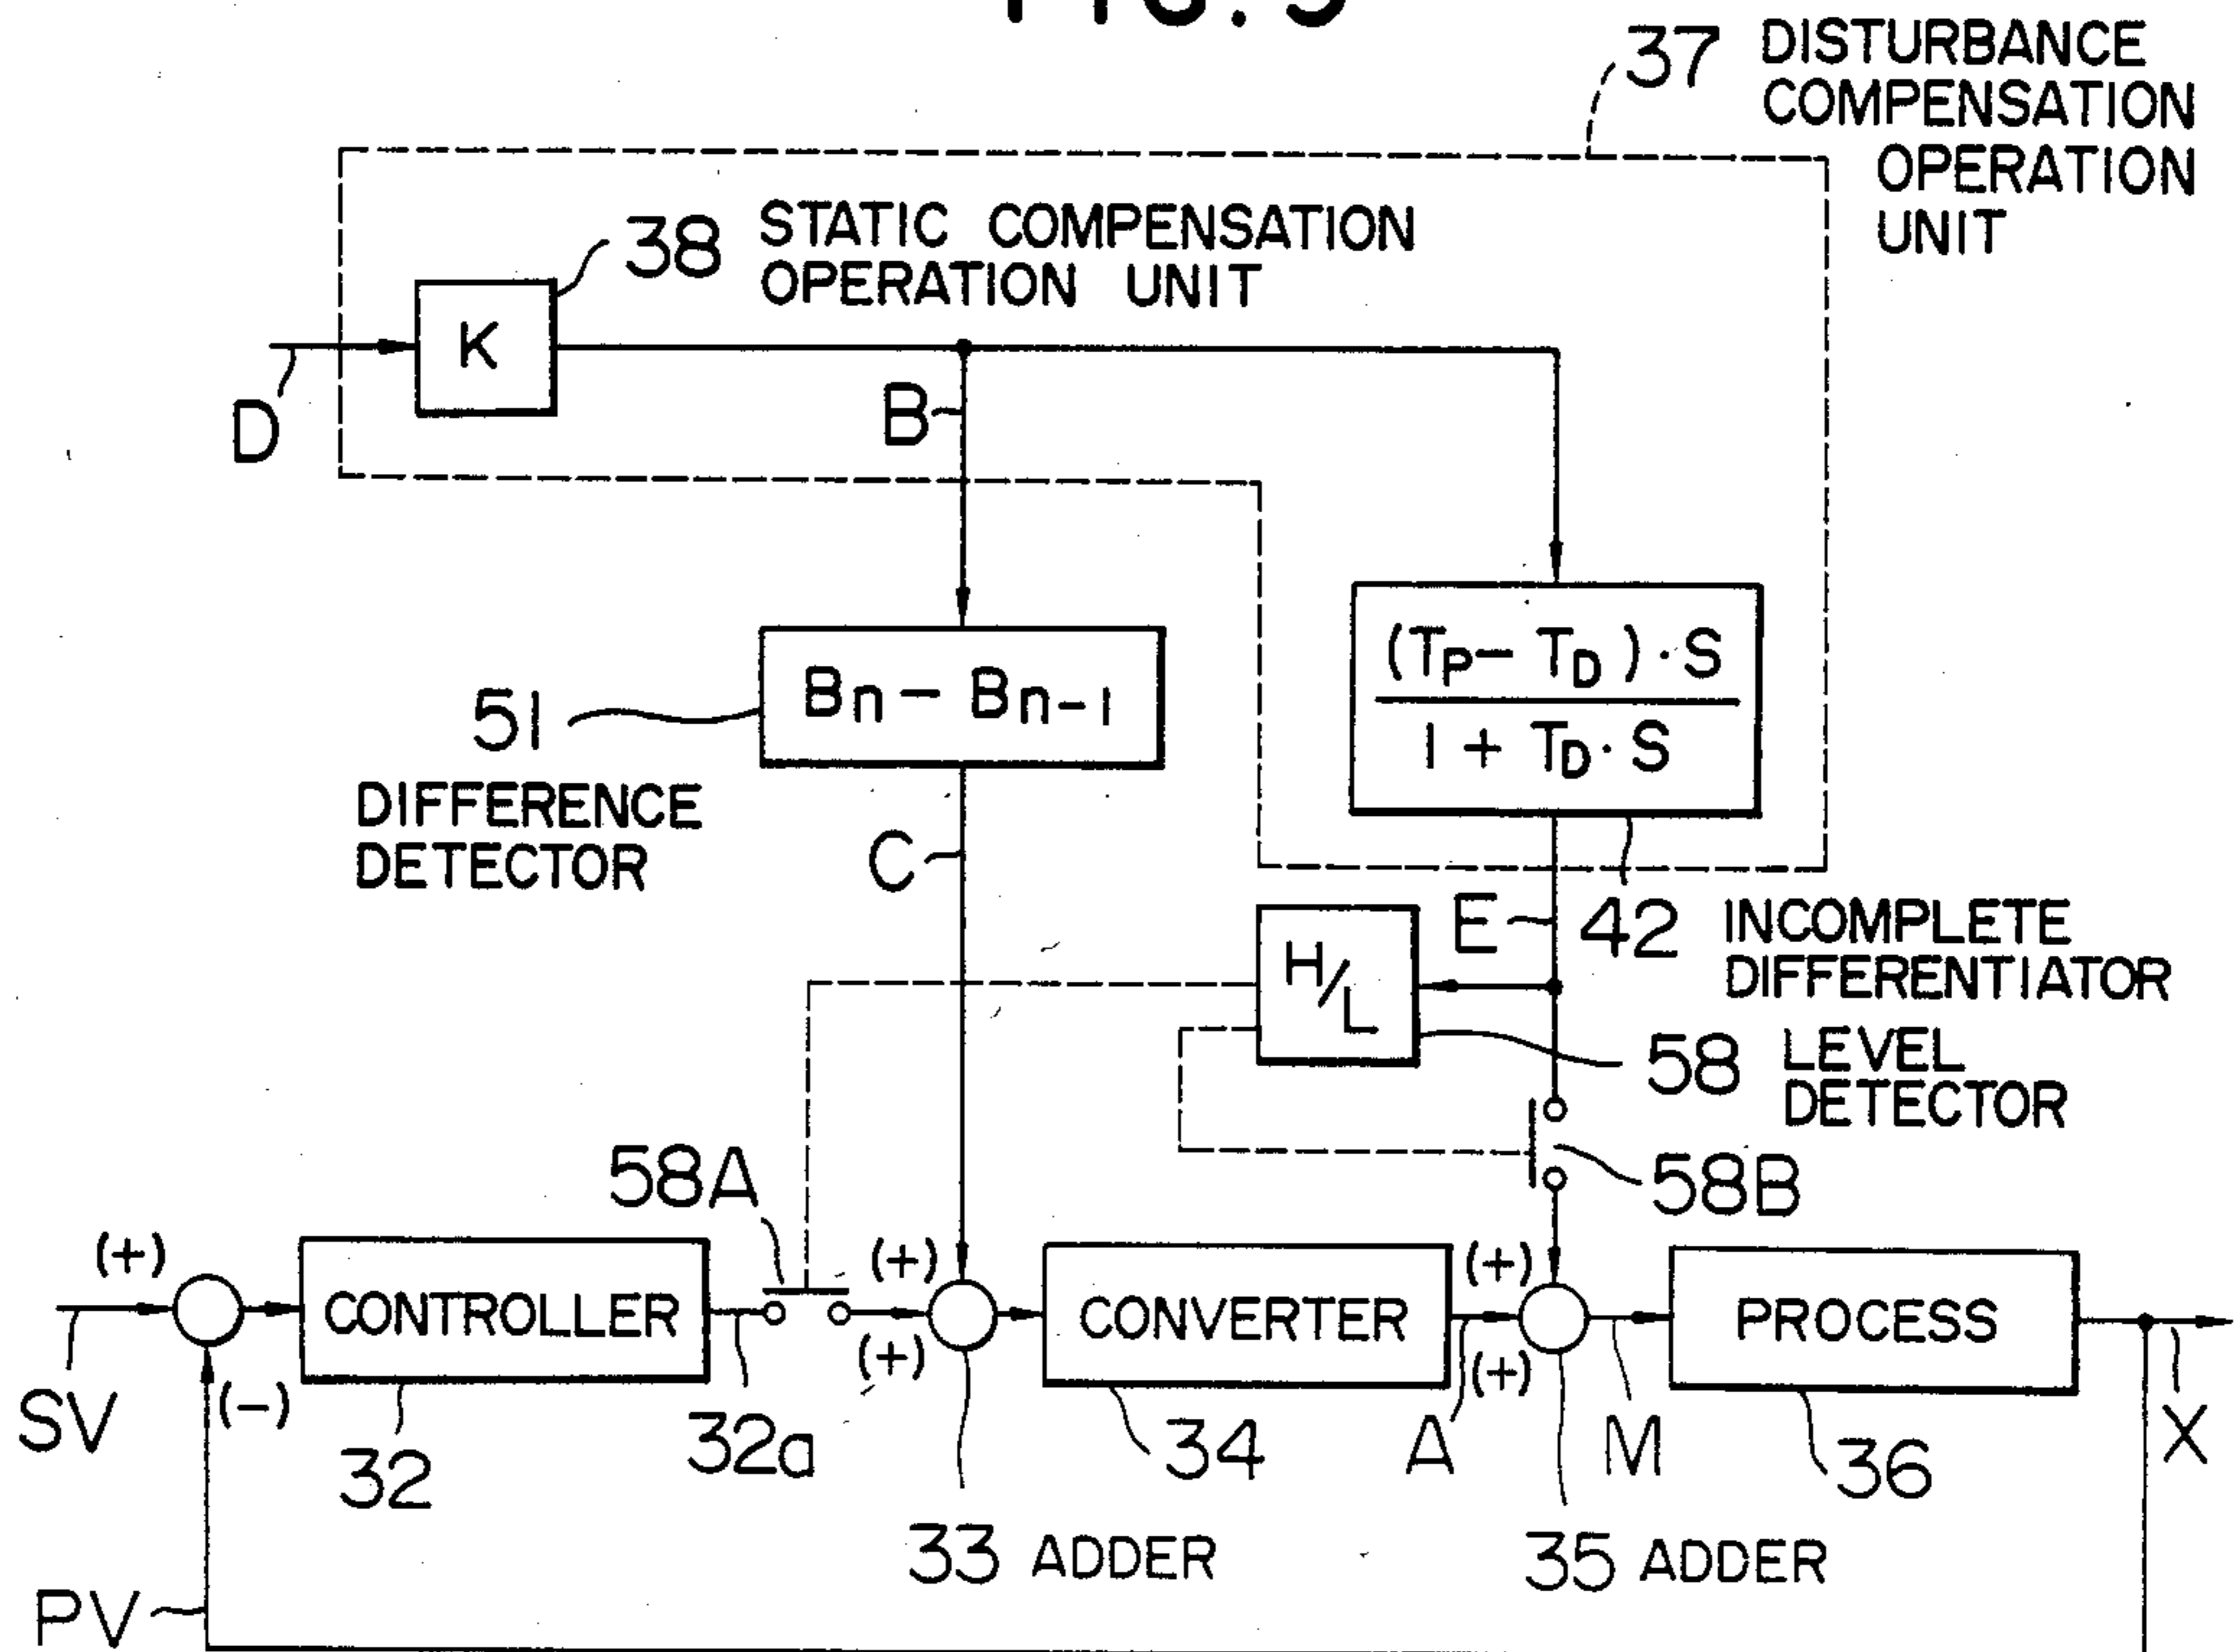 37 DISTURBANCE
COMPENSATION
OPERATION
UNIT
38 STATIC COMPENSATION
OPERATION UNIT
K
D
B
Bn - Bn-1
51
DIFFERENCE
DETECTOR
(TP - TD) · S
1 + TD · S
C
E
42 INCOMPLETE
DIFFERENTIATOR
H/L
58 LEVEL
DETECTOR
58A
58B
(+)
(+)
(+)
CONTROLLER
CONVERTER
PROCESS
(+)
(+)
(-)
SV
32
32a
34
A
M
36
X
33 ADDER
35 ADDER
PV